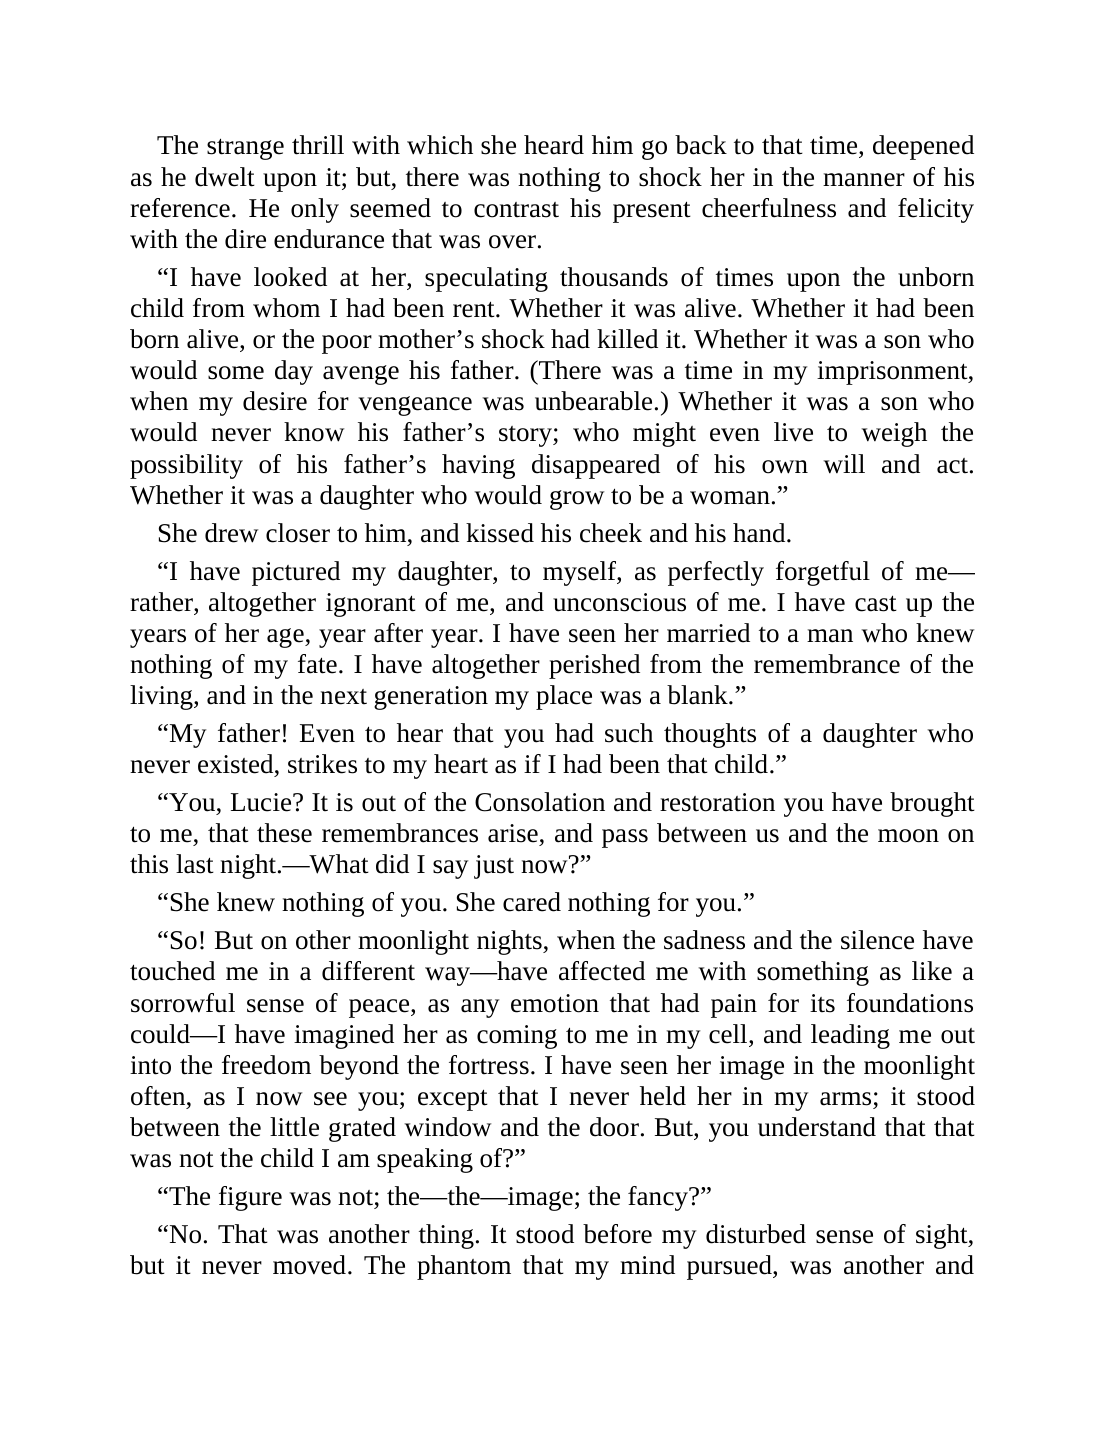 The strange thrill with which she heard him go back to that time, deepened
as he dwelt upon it; but, there was nothing to shock her in the manner of his
reference. He only seemed to contrast his present cheerfulness and felicity
with the dire endurance that was over.
“I have looked at her, speculating thousands of times upon the unborn
child from whom I had been rent. Whether it was alive. Whether it had been
born alive, or the poor mother’s shock had killed it. Whether it was a son who
would some day avenge his father. (There was a time in my imprisonment,
when my desire for vengeance was unbearable.) Whether it was a son who
would never know his father’s story; who might even live to weigh the
possibility of his father’s having disappeared of his own will and act.
Whether it was a daughter who would grow to be a woman.”
She drew closer to him, and kissed his cheek and his hand.
“I have pictured my daughter, to myself, as perfectly forgetful of me—
rather, altogether ignorant of me, and unconscious of me. I have cast up the
years of her age, year after year. I have seen her married to a man who knew
nothing of my fate. I have altogether perished from the remembrance of the
living, and in the next generation my place was a blank.”
“My father! Even to hear that you had such thoughts of a daughter who
never existed, strikes to my heart as if I had been that child.”
“You, Lucie? It is out of the Consolation and restoration you have brought
to me, that these remembrances arise, and pass between us and the moon on
this last night.—What did I say just now?”
“She knew nothing of you. She cared nothing for you.”
“So! But on other moonlight nights, when the sadness and the silence have
touched me in a different way—have affected me with something as like a
sorrowful sense of peace, as any emotion that had pain for its foundations
could—I have imagined her as coming to me in my cell, and leading me out
into the freedom beyond the fortress. I have seen her image in the moonlight
often, as I now see you; except that I never held her in my arms; it stood
between the little grated window and the door. But, you understand that that
was not the child I am speaking of?”
“The figure was not; the—the—image; the fancy?”
“No. That was another thing. It stood before my disturbed sense of sight,
but it never moved. The phantom that my mind pursued, was another and